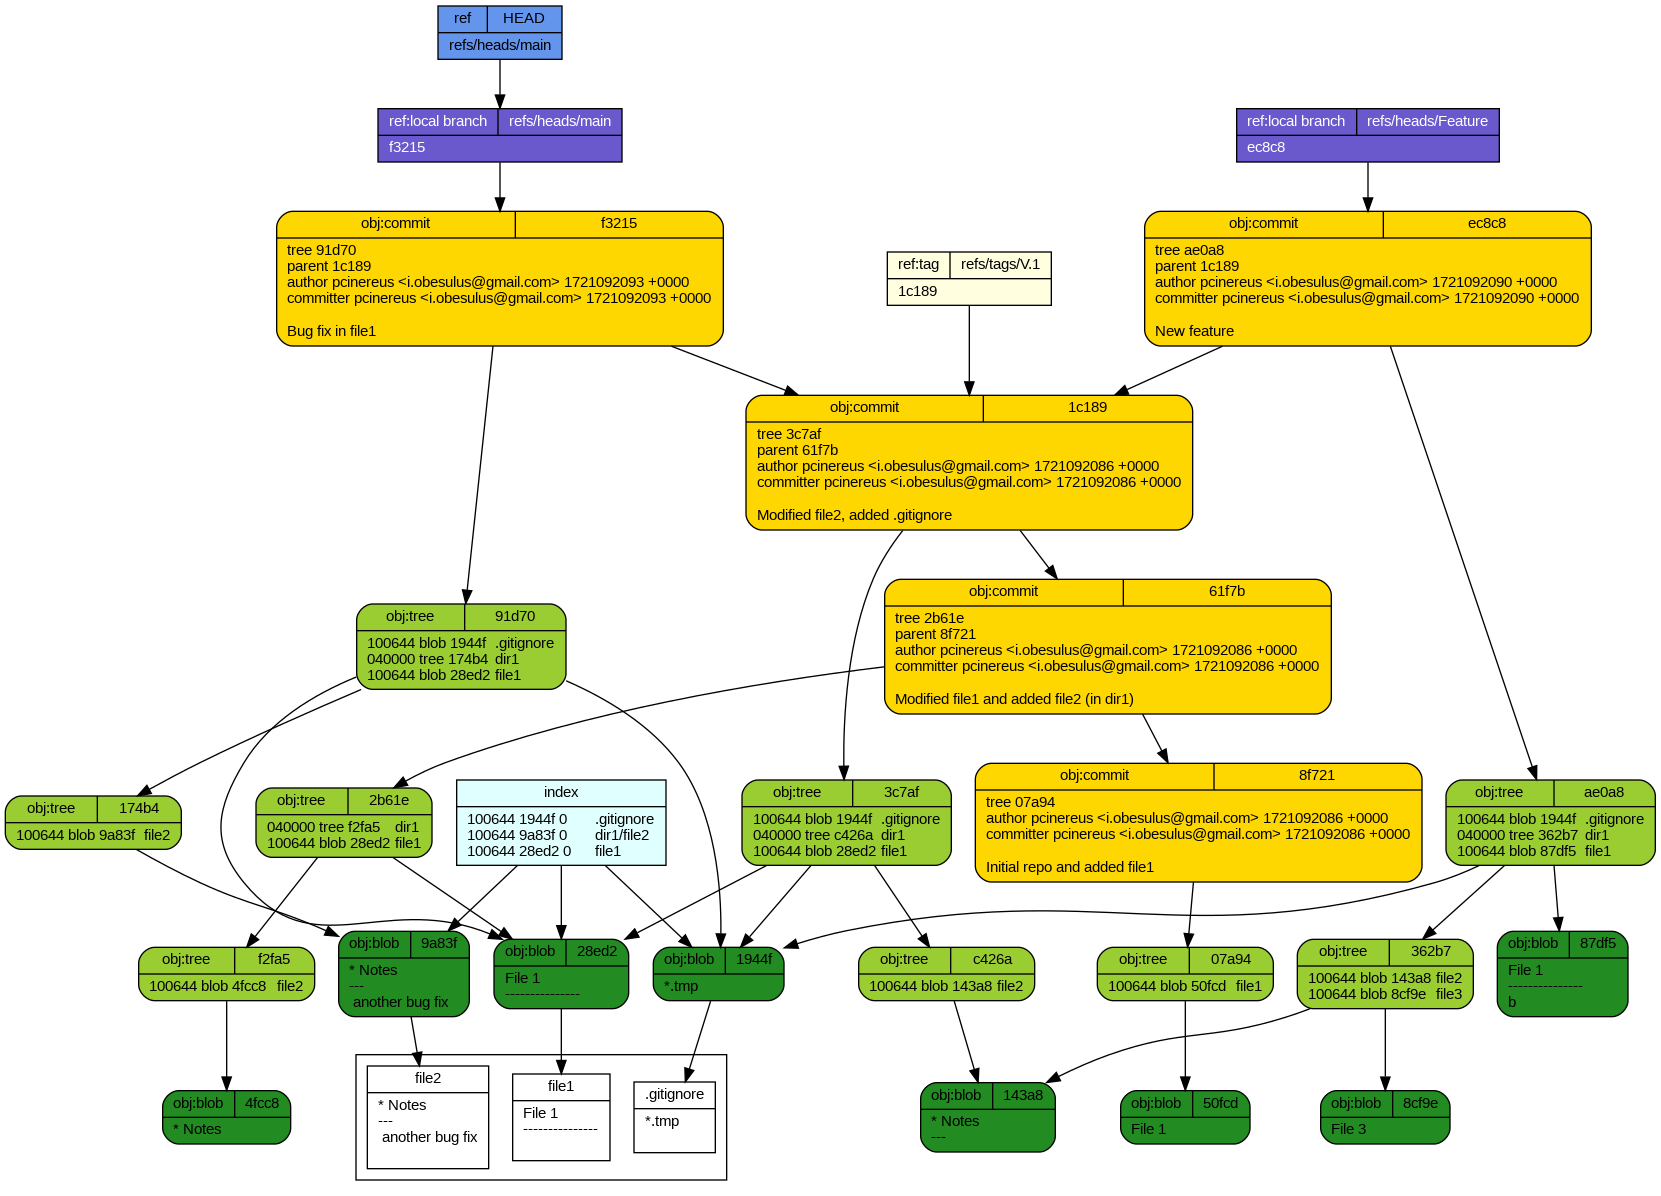 ref HEAD
refs/heads/main
ref:local branch refs/heads/main
f3215
ref:local branch refs/heads/Feature
ec8c8
obj:commit f3215
tree 91d70
parent 1c189
author pcinereus <i.obesulus@gmail.com> 1721092093 +0000
committer pcinereus <i.obesulus@gmail.com> 1721092093 +0000
Bug fix in file1
ref:tag refs/tags/V.1
1c189
obj:commit ec8c8
tree ae0a8
parent 1c189
author pcinereus <i.obesulus@gmail.com> 1721092090 +0000
committer pcinereus <i.obesulus@gmail.com> 1721092090 +0000
New feature
obj:commit 1c189
tree 3c7af
parent 61f7b
author pcinereus <i.obesulus@gmail.com> 1721092086 +0000
committer pcinereus <i.obesulus@gmail.com> 1721092086 +0000
Modified file2, added .gitignore
obj:commit 61f7b
tree 2b61e
parent 8f721
author pcinereus <i.obesulus@gmail.com> 1721092086 +0000
committer pcinereus <i.obesulus@gmail.com> 1721092086 +0000
Modified file1 and added file2 (in dir1)
obj:tree 91d70
100644 blob 1944f .gitignore
040000 tree 174b4 dir1
100644 blob 28ed2 file1
obj:tree 174b4
100644 blob 9a83f file2
obj:tree 2b61e
040000 tree f2fa5 dir1
100644 blob 28ed2 file1
index
100644 1944f 0 .gitignore
100644 9a83f 0 dir1/file2
100644 28ed2 0 file1
obj:tree 3c7af
100644 blob 1944f .gitignore
040000 tree c426a dir1
100644 blob 28ed2 file1
obj:commit 8f721
tree 07a94
author pcinereus <i.obesulus@gmail.com> 1721092086 +0000
committer pcinereus <i.obesulus@gmail.com> 1721092086 +0000
Initial repo and added file1
obj:tree ae0a8
100644 blob 1944f .gitignore
040000 tree 362b7 dir1
100644 blob 87df5 file1
obj:tree f2fa5
100644 blob 4fcc8 file2
obj:blob 9a83f
* Notes
---
another bug fix
obj:blob 28ed2
File 1
---------------
obj:blob 1944f
*.tmp
obj:tree c426a
100644 blob 143a8 file2
obj:tree 07a94
100644 blob 50fcd file1
obj:tree 362b7
100644 blob 143a8 file2
100644 blob 8cf9e file3
obj:blob 87df5
File 1
---------------
b
obj:blob 4fcc8
* Notes
file2
* Notes
---
another bug fix
file1
File 1
---------------
.gitignore
*.tmp
obj:blob 143a8
* Notes
---
obj:blob 50fcd
File 1
obj:blob 8cf9e
File 3